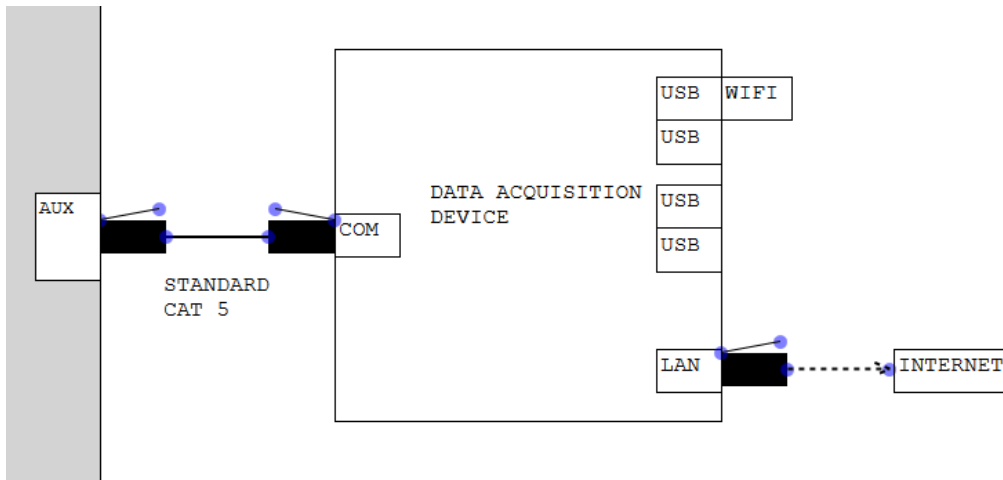 USB
WIFI
USB
AUX
DATA ACQUISITION
DEVICE
USB
COM
USB
STANDARD
CAT 5
LAN
INTERNET